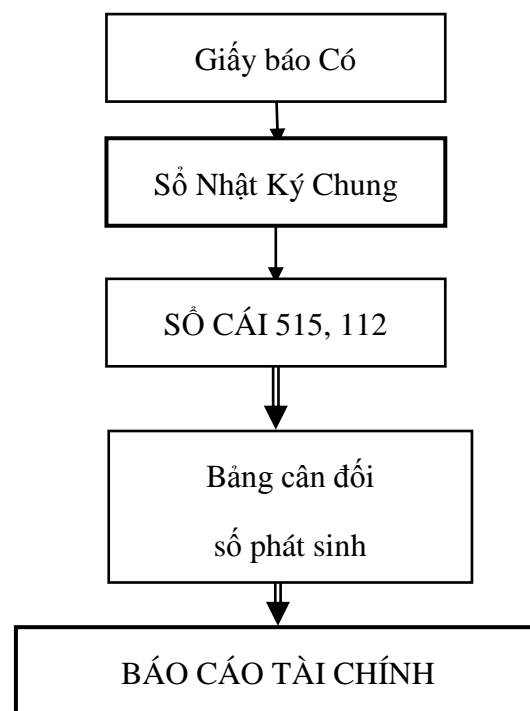 Giấy báo Có
Sổ Nhật Ký Chung
SỔ CÁI 515, 112
Bảng cân đối
số phát sinh
BÁO CÁO TÀI CHÍNH